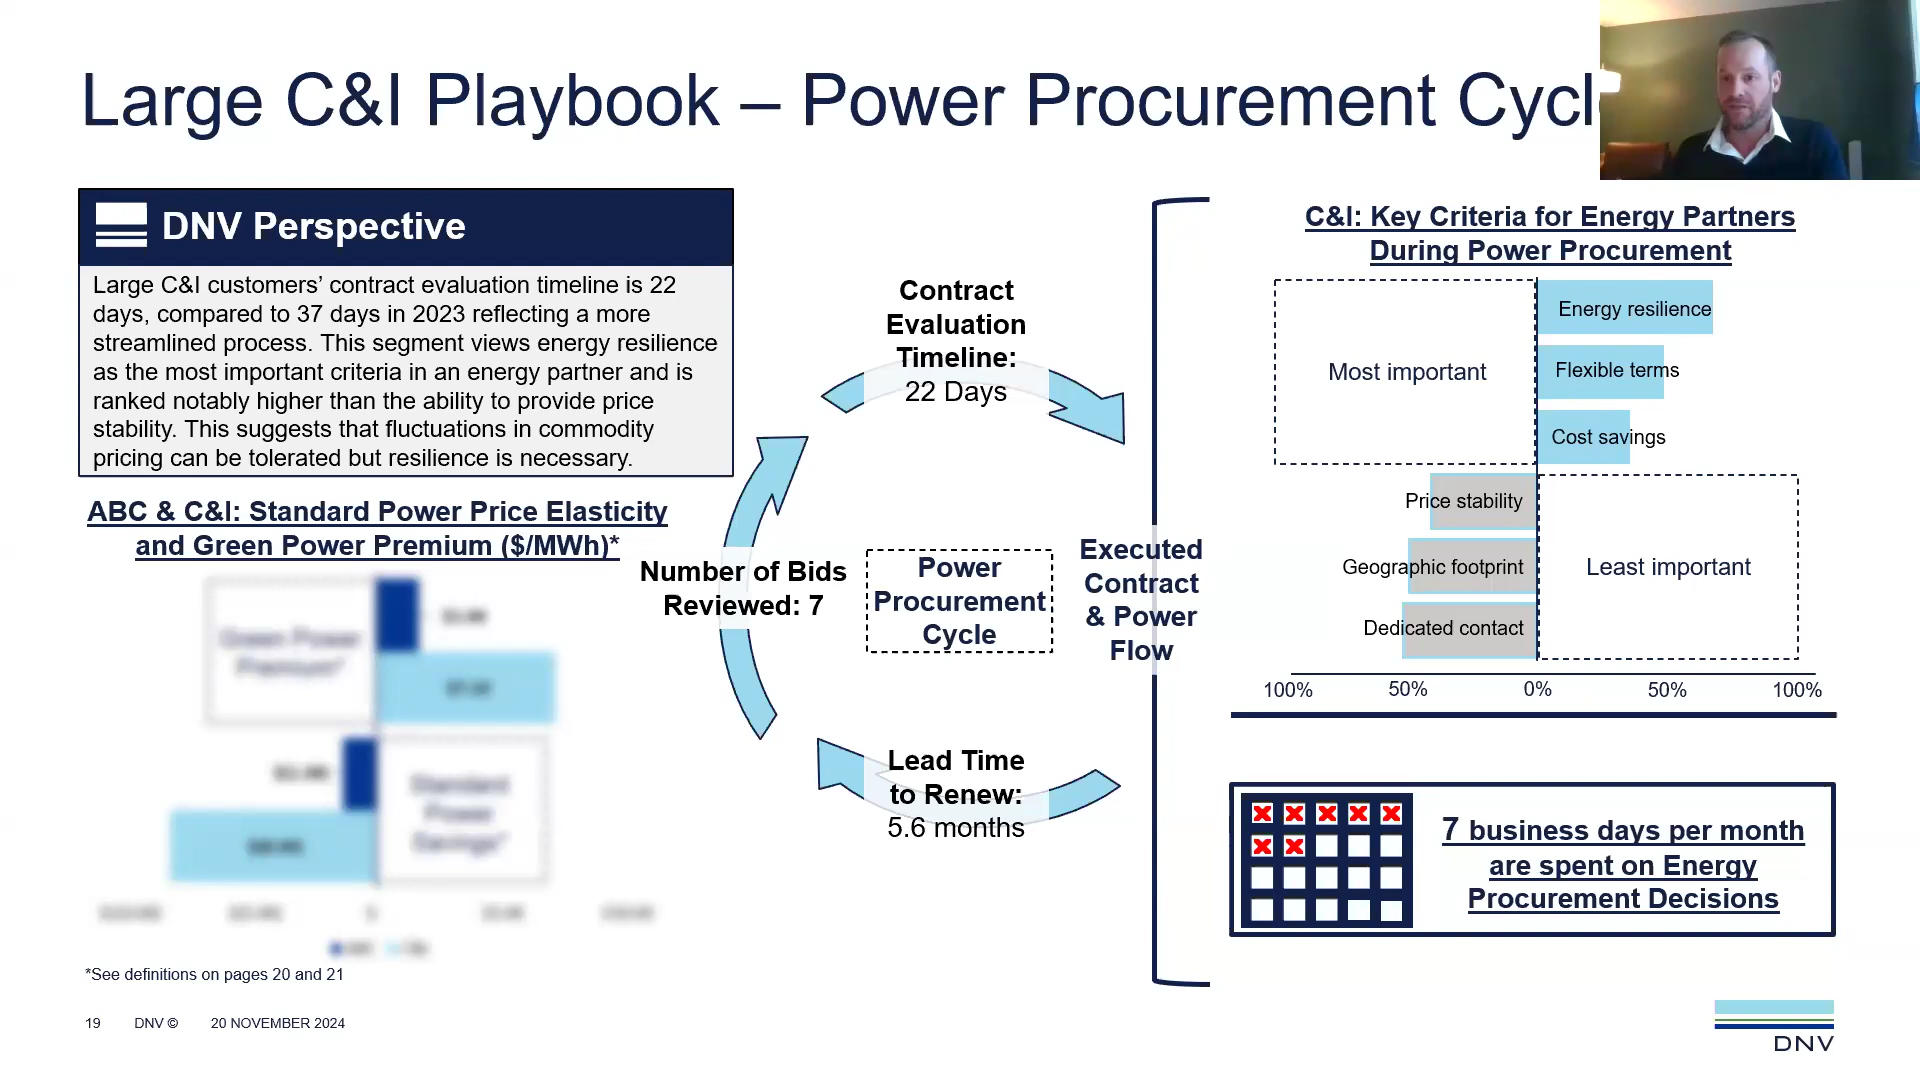 Large C&I Playbook – Power Procurement Cycl
DNV Perspective
Large C&I customers’ contract evaluation timeline is 22
days, compared to 37 days in 2023 reflecting a more
streamlined process. This segment views energy resilience
as the most important criteria in an energy partner and is
ranked notably higher than the ability to provide price
stability. This suggests that fluctuations in commodity
pricing can be tolerated but resilience is necessary.
ABC & C&I: Standard Power Price Elasticity
and Green Power Premium ($/MWh)*
Green Power
Premium*
Standard
Power
Savings*
*See definitions on pages 20 and 21
Contract
Evaluation
Timeline:
22 Days
Number of Bids
Reviewed: 7
Power
Procurement
Cycle
Executed
Contract
& Power
Flow
Lead Time
to Renew:
5.6 months
C&I: Key Criteria for Energy Partners
During Power Procurement
Most important
Energy resilience
Flexible terms
Cost savings
Price stability
Geographic footprint
Dedicated contact
Least important
100% 50% 0% 50% 100%
7 business days per month
are spent on Energy
Procurement Decisions
19 DNV © 20 NOVEMBER 2024
DNV